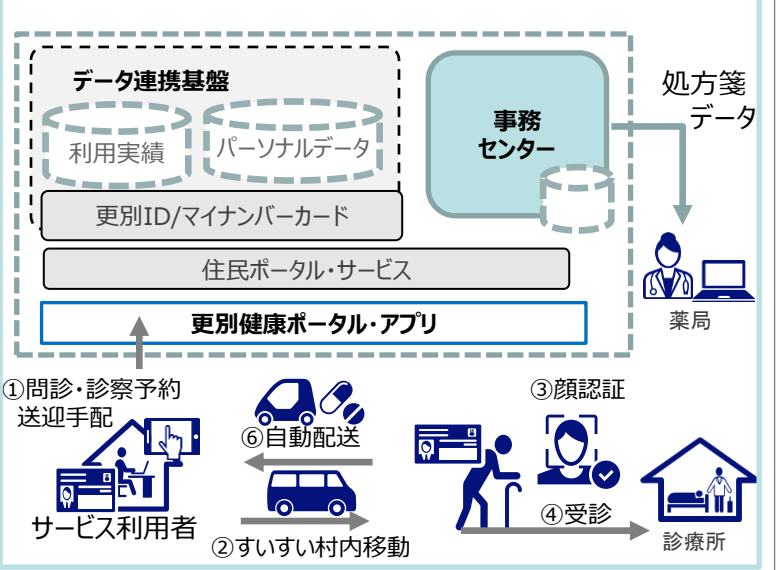 データ連携基盤
利用実績
パーソナルデータ
事務
センター
処方箋
データ
更別ID/マイナンバーカード
住民ポータル・サービス
更別健康ポータル・アプリ
薬局
①問診・診察予約
送迎手配
③顔認証
⑥自動配送
④受診
サービス利用者
②すいすい村内移動
診療所